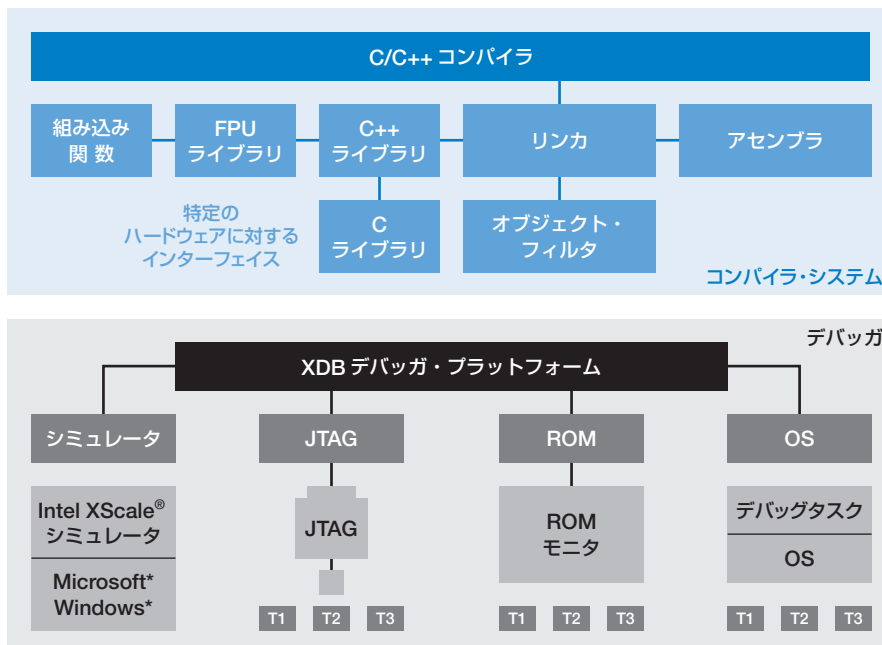 C/C++ コンパイラ
組み込み
関 数
FPU
ライブラリ
C++
ライブラリ
リンカ
アセンブラ
特定の
ハードウェアに対する
インターフェイス
C
ライブラリ
オブジェクト・
フィルタ
コンパイラ・システム
デバッガ
XDB デバッガ・プラットフォーム
シミュレータ
JTAG
ROM
OS
Intel XScale®
シミュレータ
Microsoft*
Windows*
JTAG
ROM
モニタ
デバッグタスク
OS
T1 T2 T3
T1 T2 T3
T1 T2 T3